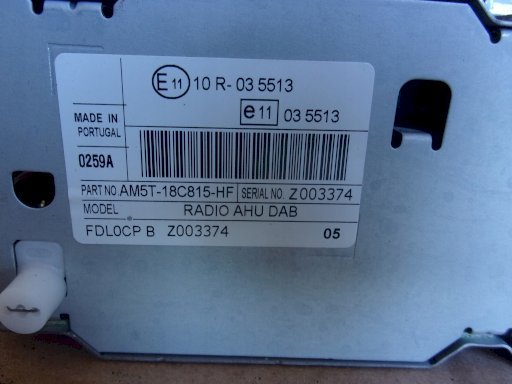 E11 10 R- 03 5513
e11 03 5513
MADE IN
PORTUGAL
0259A
PART NO. AM5T-18C815-HF SERIAL NO. Z003374
MODEL RADIO AHU DAB
FDL0CP B Z003374 05